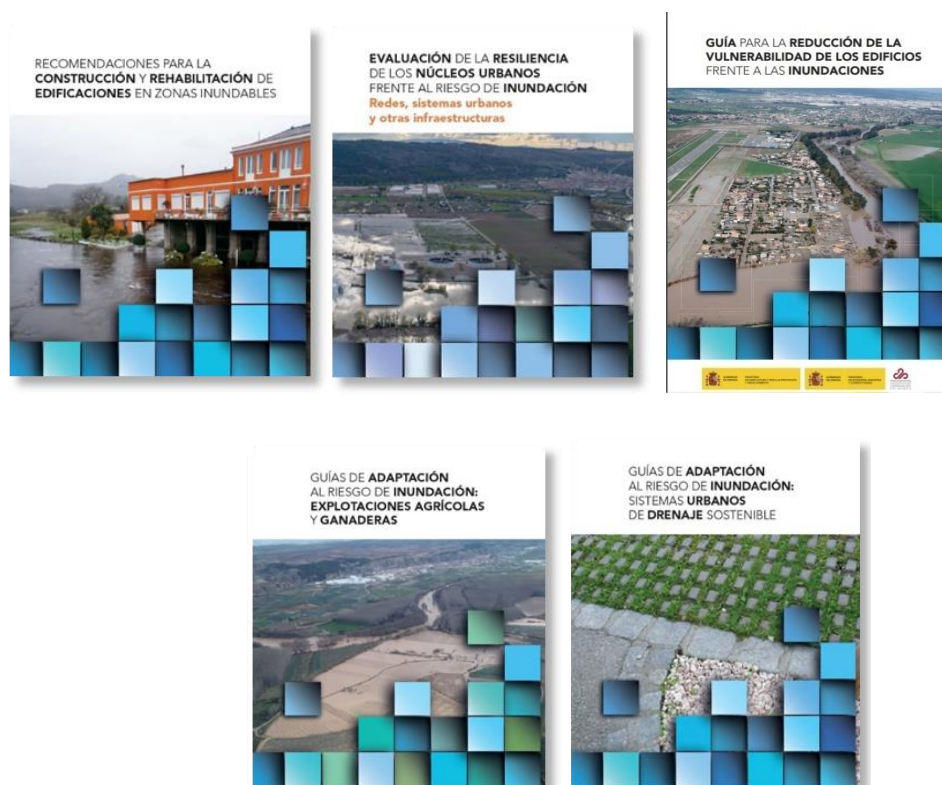 RECOMENDACIONES PARA LA
CONSTRUCCIÓN Y REHABILITACIÓN DE
EDIFICACIONES EN ZONAS INUNDABLES
EVALUACIÓN DE LA RESILIENCIA
DE LOS NÚCLEOS URBANOS
FRENTE AL RIESGO DE INUNDACIÓN
Redes, sistemas urbanos
y otras infraestructuras
GUÍA PARA LA REDUCCIÓN DE LA
VULNERABILIDAD DE LOS EDIFICIOS
FRENTE A LAS INUNDACIONES
GUÍAS DE ADAPTACIÓN
AL RIESGO DE INUNDACIÓN:
EXPLOTACIONES AGRÍCOLAS
Y GANADERAS
GUÍAS DE ADAPTACIÓN
AL RIESGO DE INUNDACIÓN:
SISTEMAS URBANOS
DE DRENAJE SOSTENIBLE